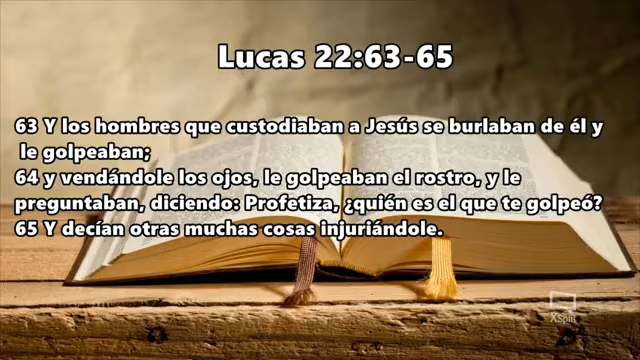 Lucas 22:63-65
63 Y los hombres que custodiaban a Jesús se burlaban de él y
le golpeaban;
64 y vendándole los ojos, le golpeaban el rostro, y le
preguntaban, diciendo: Profetiza, ¿quién es el que te golpeó?
65 Y decían otras muchas cosas injuriándole.
XSplit